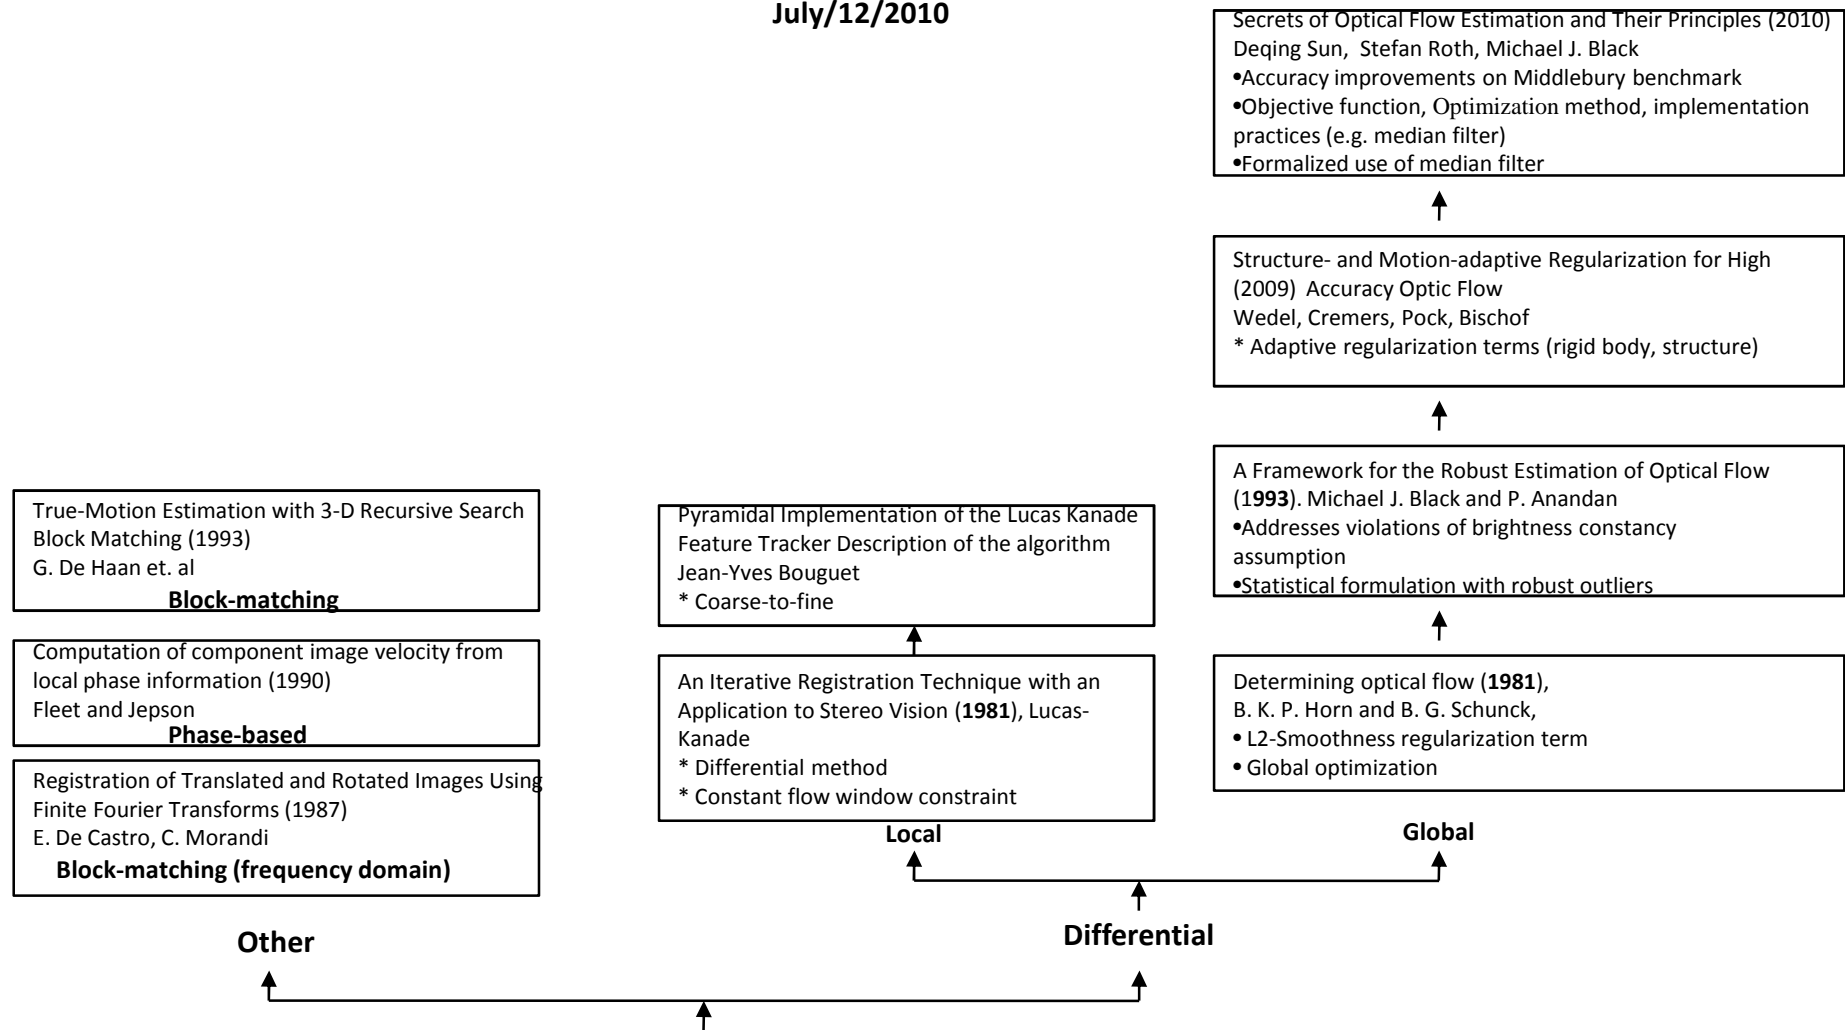 July/12/2010
Secrets of Optical Flow Estimation and Their Principles (2010)
Deqing Sun, Stefan Roth, Michael J. Black
•Accuracy improvements on Middlebury benchmark
•Objective function, Optimization method, implementation
practices (e.g. median filter)
•Formalized use of median filter
Structure- and Motion-adaptive Regularization for High
(2009) Accuracy Optic Flow
Wedel, Cremers, Pock, Bischof
* Adaptive regularization terms (rigid body, structure)
A Framework for the Robust Estimation of Optical Flow
(1993). Michael J. Black and P. Anandan
•Addresses violations of brightness constancy
assumption
•Statistical formulation with robust outliers
True-Motion Estimation with 3-D Recursive Search
Block Matching (1993)
G. De Haan et. al
Block-matching
Pyramidal Implementation of the Lucas Kanade
Feature Tracker Description of the algorithm
Jean-Yves Bouguet
* Coarse-to-fine
Computation of component image velocity from
local phase information (1990)
Fleet and Jepson
Phase-based
An Iterative Registration Technique with an
Application to Stereo Vision (1981), Lucas-
Kanade
* Differential method
* Constant flow window constraint
Determining optical flow (1981),
B. K. P. Horn and B. G. Schunck,
• L2-Smoothness regularization term
• Global optimization
Registration of Translated and Rotated Images Using
Finite Fourier Transforms (1987)
E. De Castro, C. Morandi
Block-matching (frequency domain)
Local
Global
Other
Differential